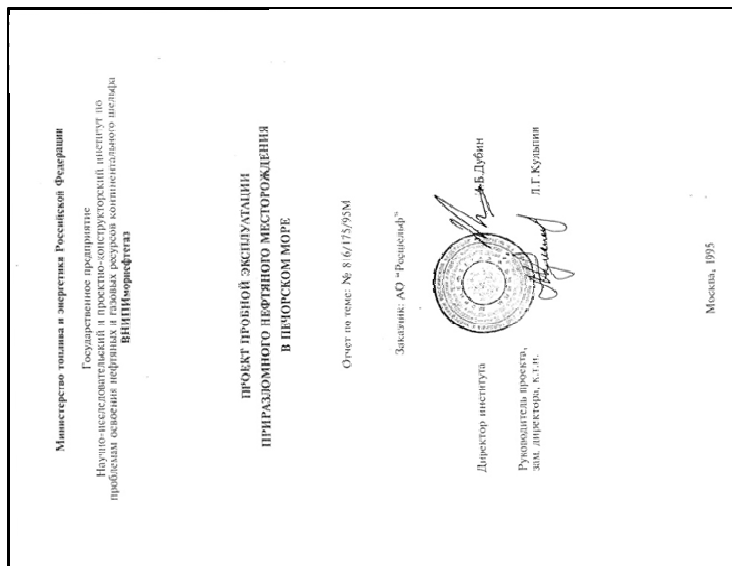 Министерство топлива и энергетики Российской Федерации
Государственное предприятие
Научно-исследовательский и проектно-конструкторский институт по
проблемам освоения нефтяных и газовых ресурсов континентального шельфа
ВНИПИморнефтегаз
ПРОЕКТ ПРОБНОЙ ЭКСПЛУАТАЦИИ
ПРИРАЗЛОМНОГО НЕФТЯНОГО МЕСТОРОЖДЕНИЯ
В ПЕЧОРСКОМ МОРЕ
Отчет по теме: № 816/175/95М
Заказчик: АО "Росшельф"
Директор института Б.Дубин
Руководитель проекта,
зам. директора, к.т.н. Л.Г.Кульпин
Москва, 1995